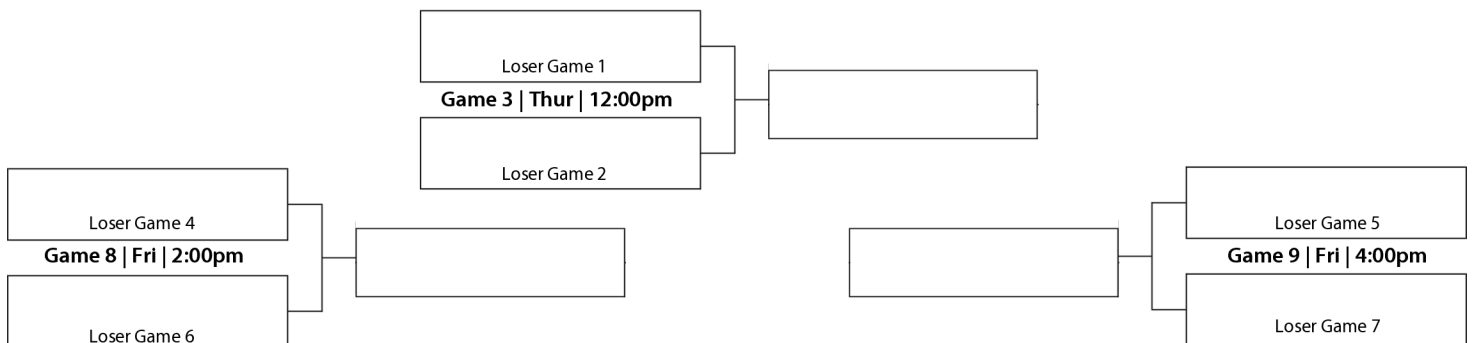 Loser Game 1
Game 3 | Thur | 12:00pm
Loser Game 2
Loser Game 4
Game 8 | Fri | 2:00pm
Loser Game 6
Loser Game 5
Game 9 | Fri | 4:00pm
Loser Game 7